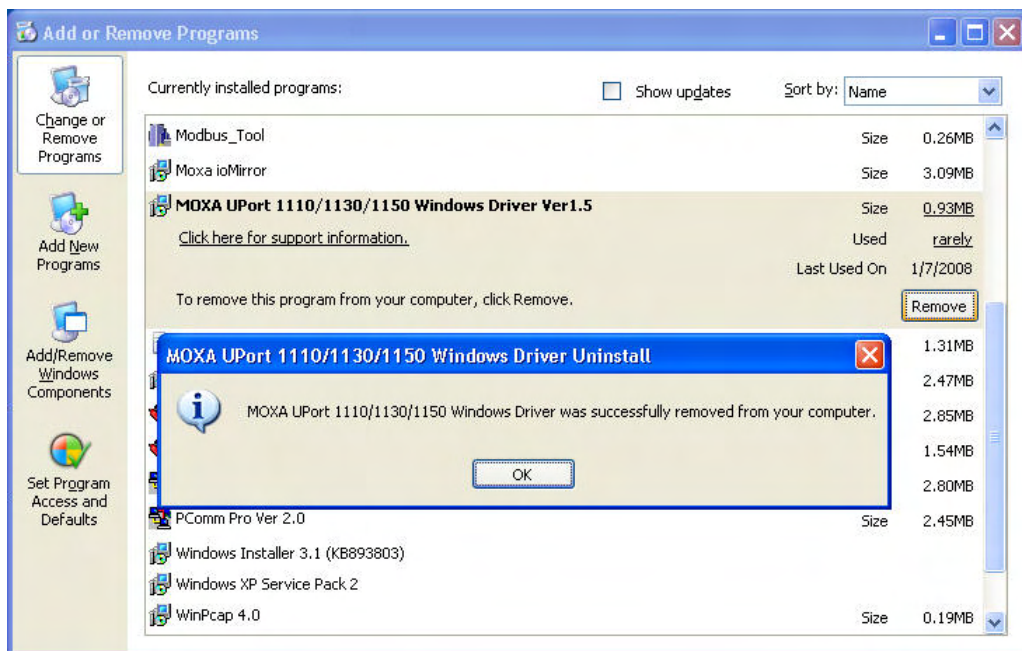 Add or Remove Programs
Change or
Remove
Programs
Add New
Programs
Add/Remove
Windows
Components
Set Program
Access and
Defaults
Currently installed programs:
Show updates
Sort by: Name
Modbus_Tool Size 0.26MB
Moxa ioMirror Size 3.09MB
MOXA UPort 1110/1130/1150 Windows Driver Ver1.5 Size 0.93MB
Click here for support information. Used rarely
Last Used On 1/7/2008
To remove this program from your computer, click Remove. Remove
1.31MB
2.47MB
2.85MB
1.54MB
2.80MB
MOXA UPort 1110/1130/1150 Windows Driver Uninstall
MOXA UPort 1110/1130/1150 Windows Driver was successfully removed from your computer.
OK
PComm Pro Ver 2.0 Size 2.45MB
Windows Installer 3.1 (KB893803)
Windows XP Service Pack 2
WinPcap 4.0 Size 0.19MB